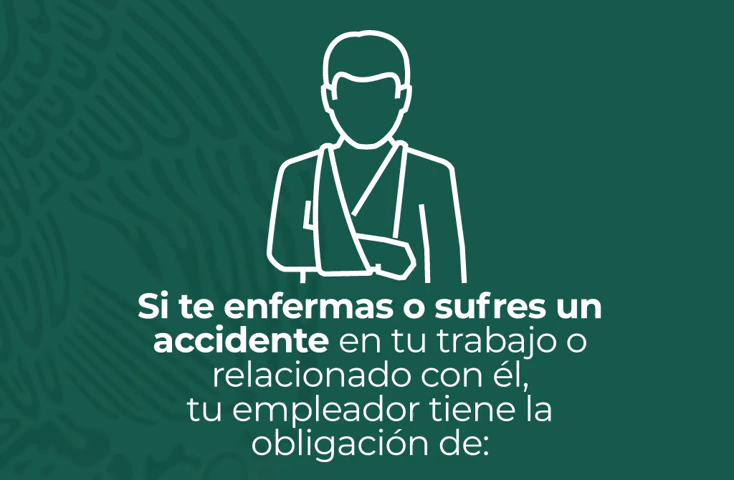 Si te enfermas o sufres un
accidente en tu trabajo o
relacionado con él,
tu empleador tiene la
obligación de: